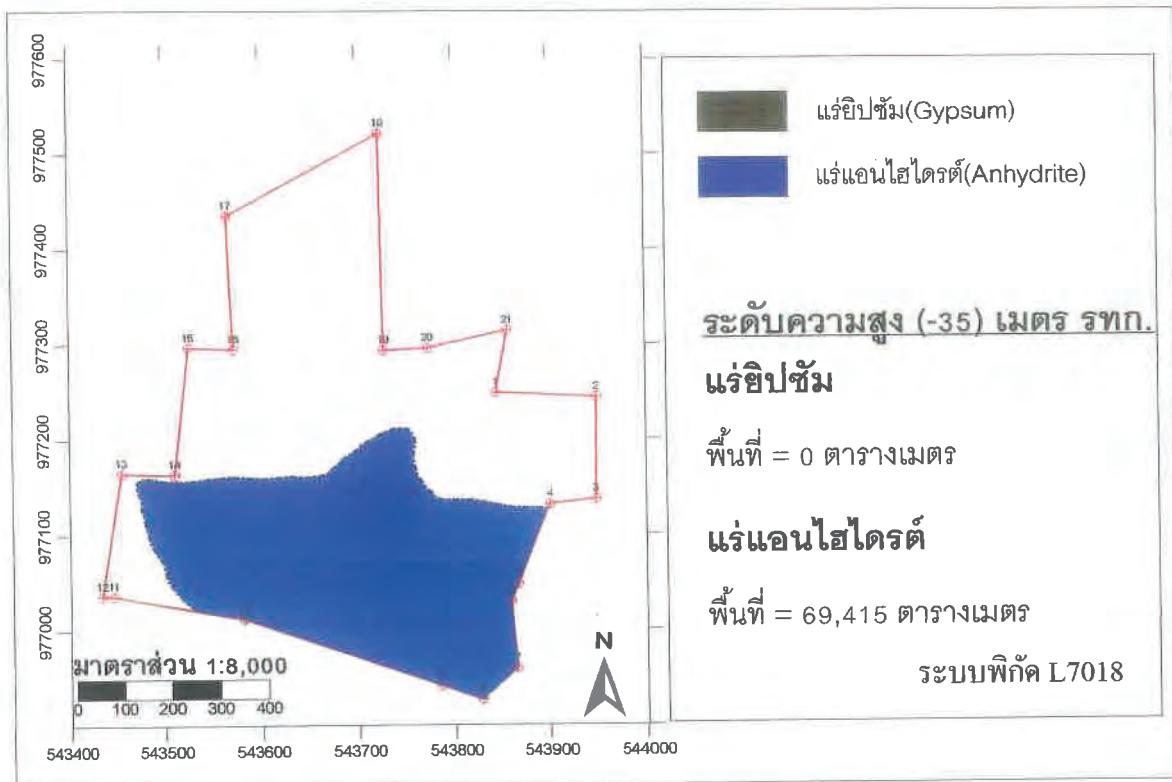 977600
977500
977400
977300
977200
977100
977000
18
17
21
20
19
16
1
2
13
14
4
3
12 11
มาตราส่วน 1:8,000
0 100 200 300 400
N
543400 543500 543600 543700 543800 543900 544000
แร่ยิปซัม(Gypsum)
แร่แอนไฮไดรต์(Anhydrite)
ระดับความสูง (-35) เมตร รทก.
แร่ยิปซัม
พื้นที่ = 0 ตารางเมตร
แร่แอนไฮไดรต์
พื้นที่ = 69,415 ตารางเมตร
ระบบพิกัด L7018